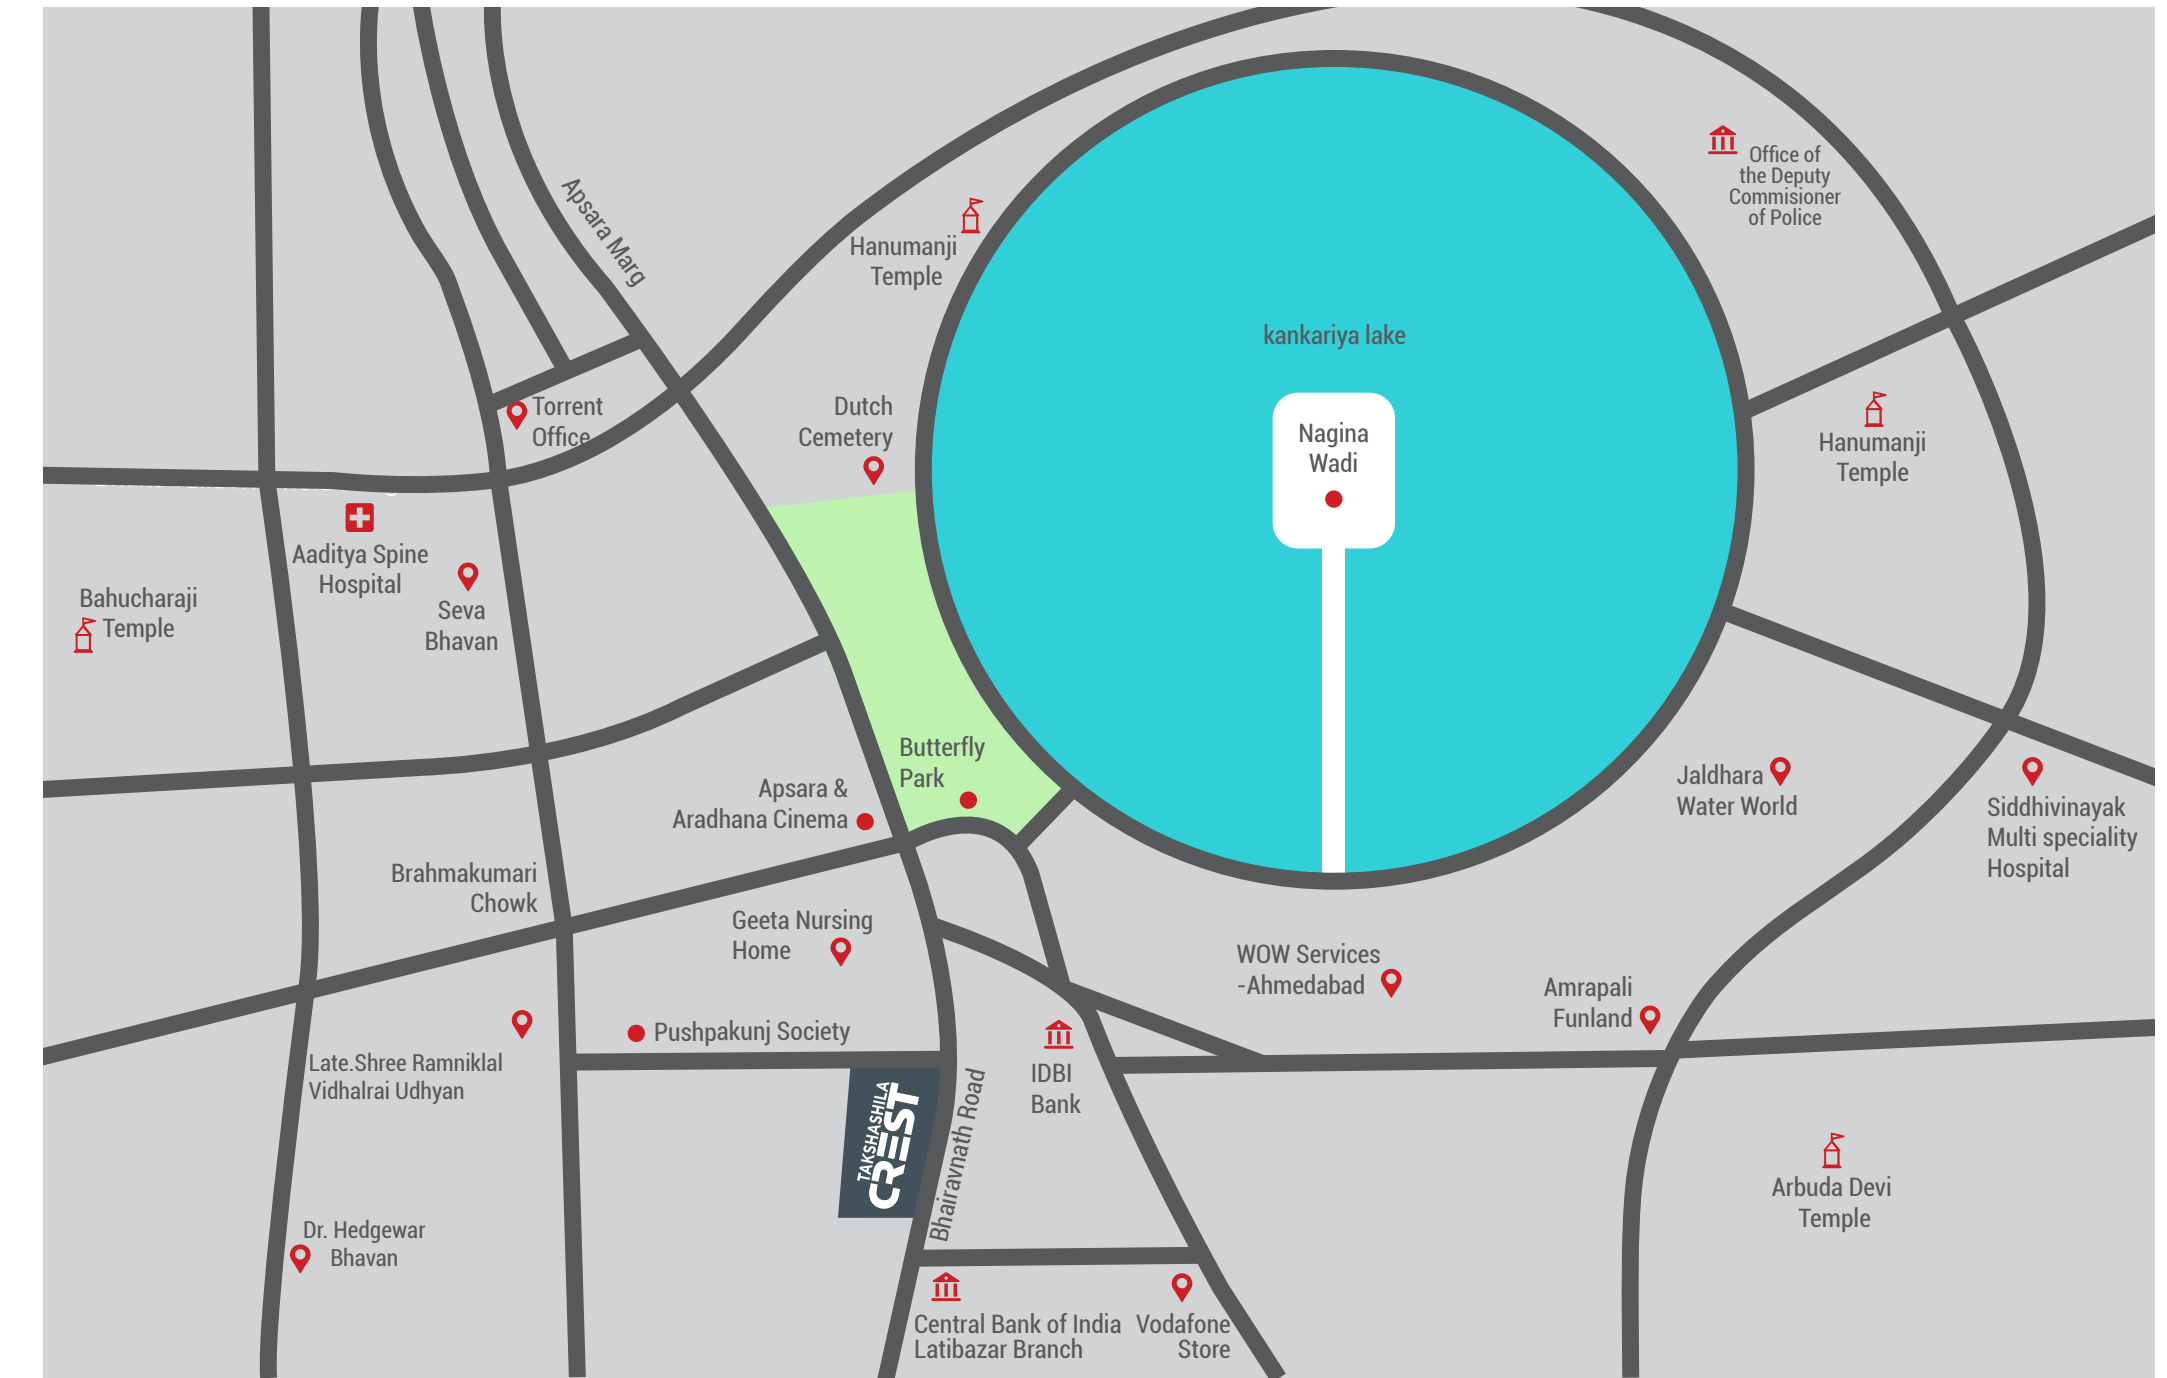 Apsara Marg
Office of
the Deputy
Commisioner
of Police
Hanumanji
Temple
kankariya lake
Torrent
Office
Dutch
Cemetery
Nagina
Wadi
Hanumanji
Temple
Aaditya Spine
Hospital
Seva
Bhavan
Bahucharaji
Temple
Butterfly
Park
Apsara &
Aradhana Cinema
Jaldhara
Water World
Siddhivinayak
Multi speciality
Hospital
Brahmakumari
Chowk
Geeta Nursing
Home
WOW Services
-Ahmedabad
Amrapali
Funland
Pushpakunj Society
Late.Shree Ramniklal
Vidhalrai Udhyan
IDBI
Bank
TAKSHASHILA
CREST
Bhairavnath Road
Arbuda Devi
Temple
Dr. Hedgewar
Bhavan
Central Bank of India
Latibazar Branch
Vodafone
Store